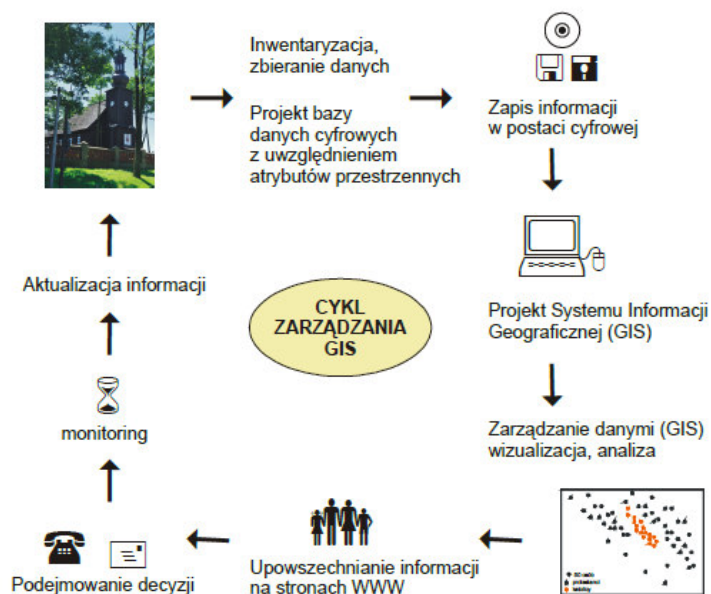 Inwentaryzacja,
zbieranie danych
Projekt bazy
danych cyfrowych
z uwzględnieniem
atrybutów przestrzennych
Zapis informacji
w postaci cyfrowej
Projekt Systemu Informacji
Geograficznej (GIS)
Zarządzanie danymi (GIS)
wizualizacja, analiza
Upowszechnianie informacji
na stronach WWW
Podejmowanie decyzji
monitoring
Aktualizacja informacji
CYKL
ZARZĄDZANIA
GIS